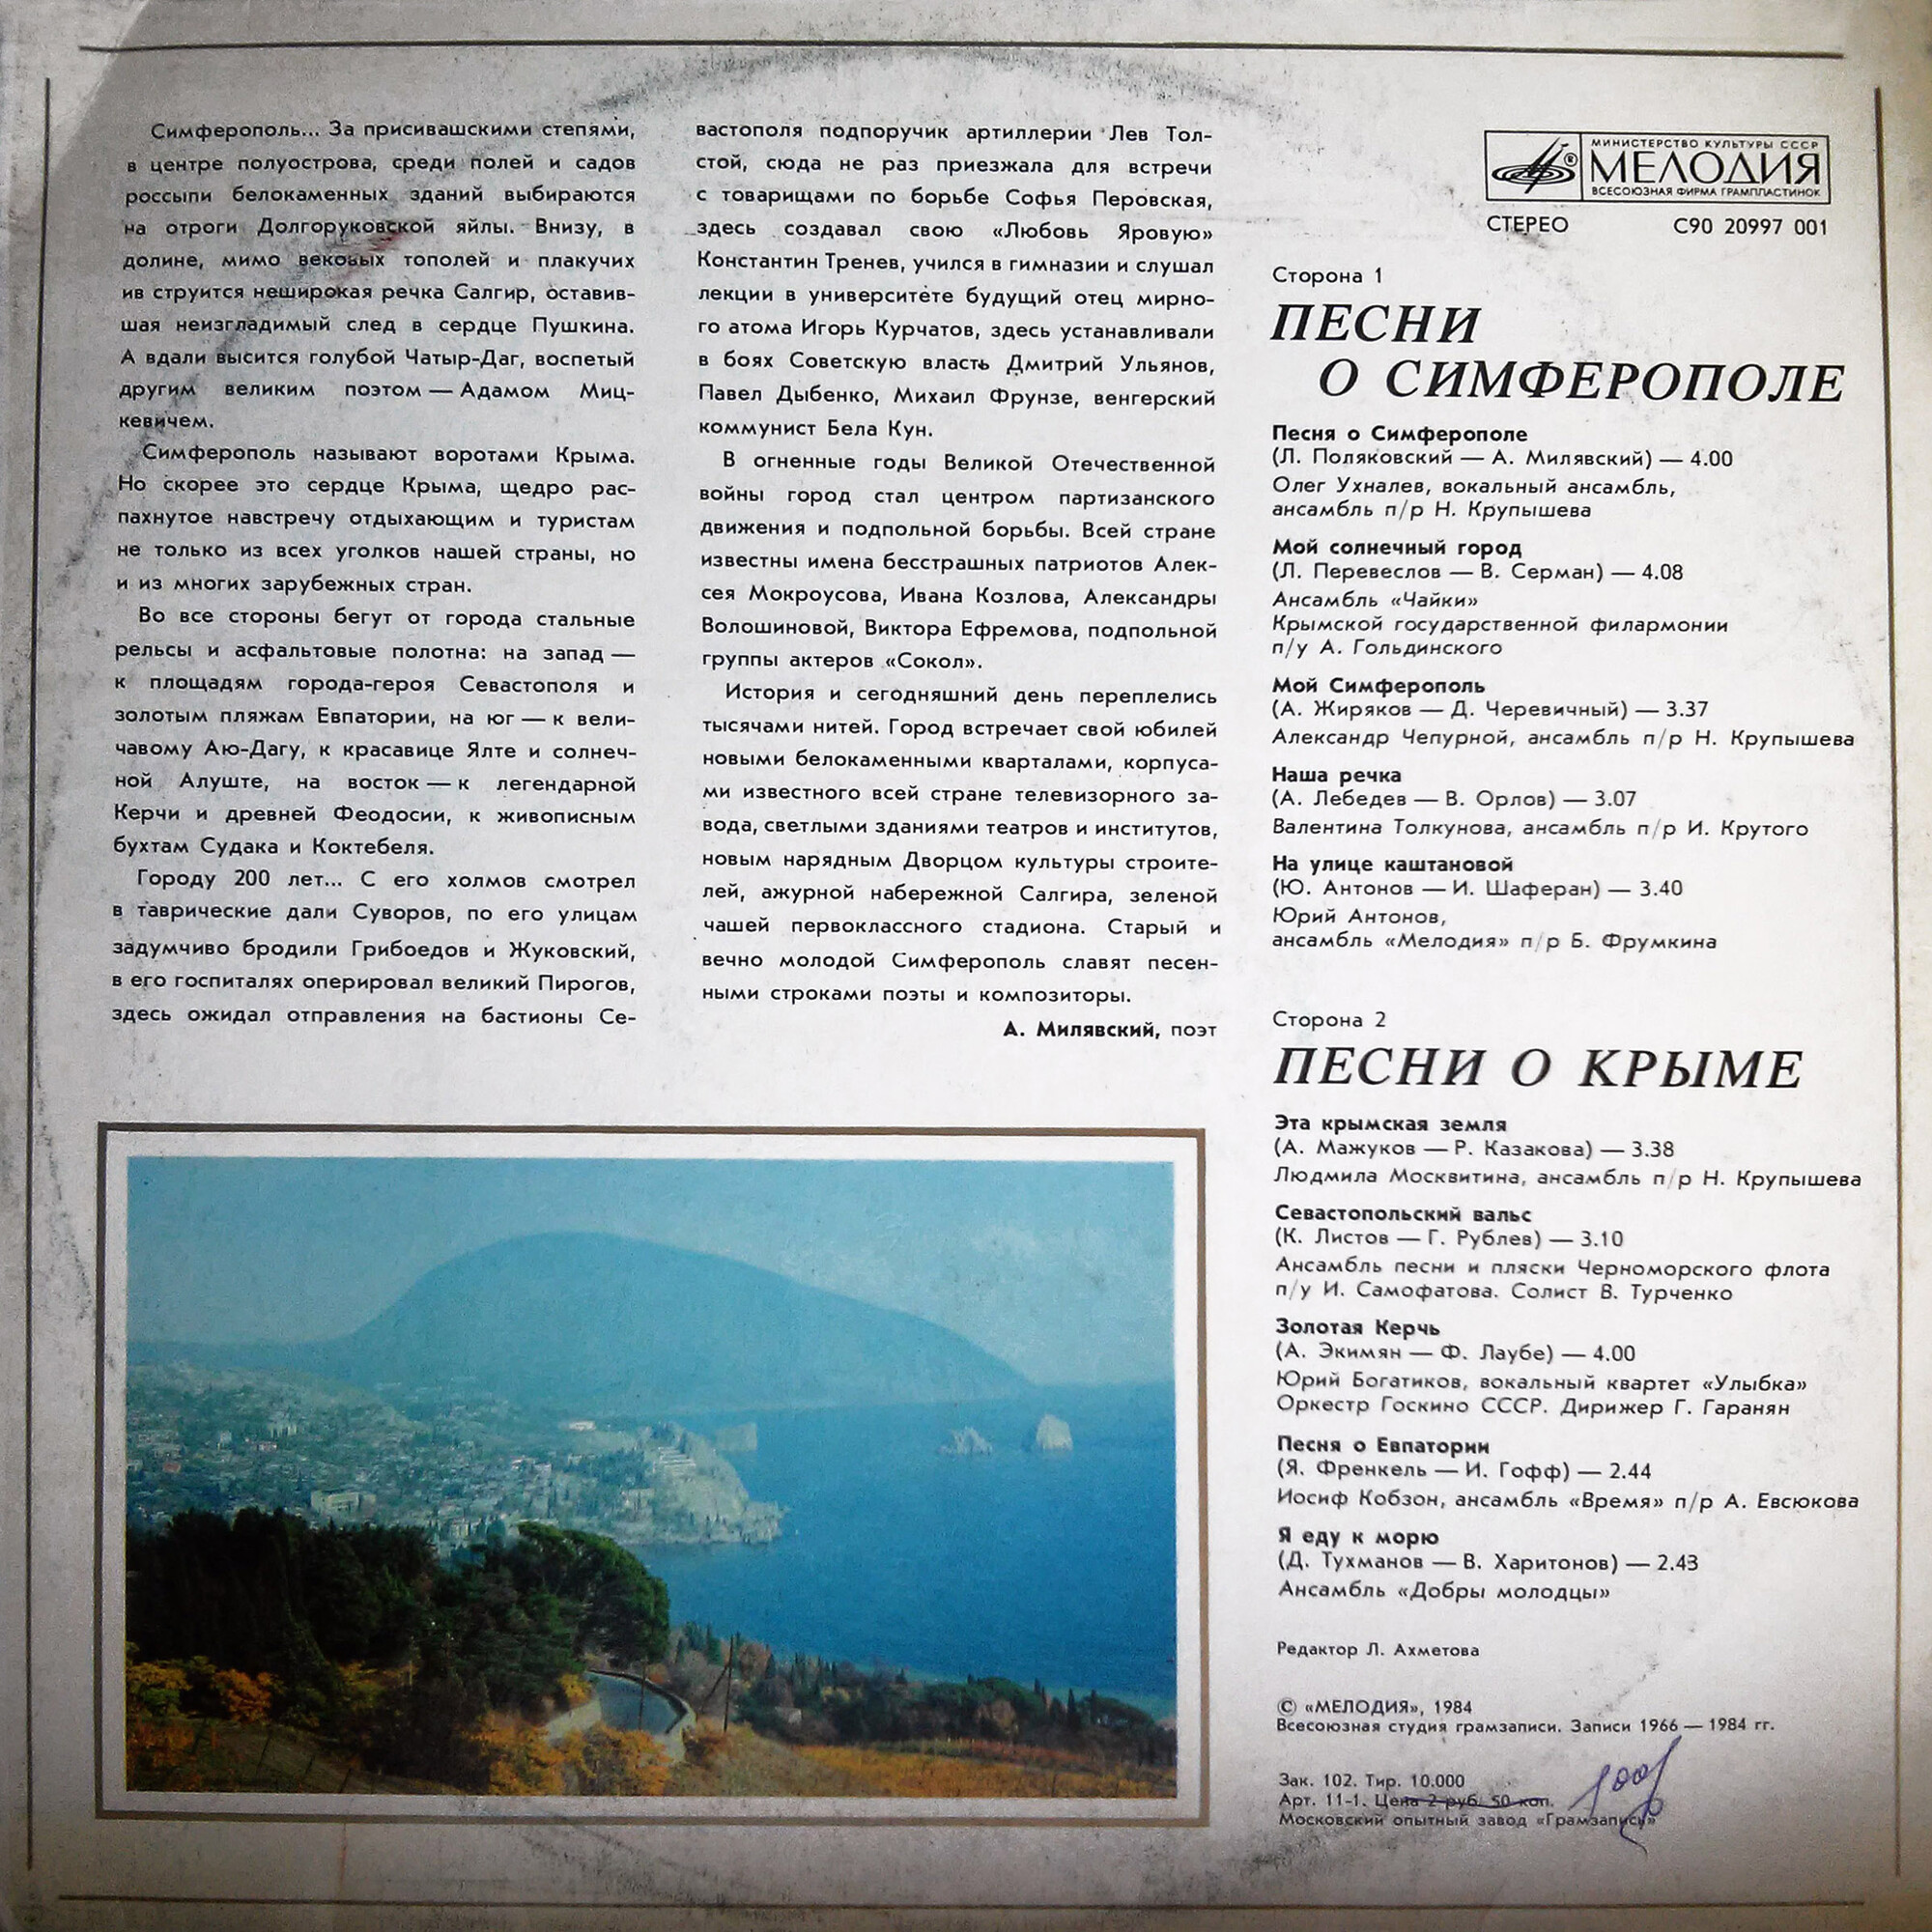 Симферополь... За присивашскими степями,
в центре полуострова, среди полей и садов
россыпи белокаменных зданий выбираются
на отроги Долгоруковской яйлы. Внизу, в
долине, мимо вековых тополей и плакучих
ив струится неширокая речка Салгир, оставив-
шая неизгладимый след в сердце Пушкина.
А вдали высится голубой Чатыр-Даг, воспетый
другим великим поэтом — Адамом Миц-
кевичем.
Симферополь называют воротами Крыма.
Но скорее это сердце Крыма, щедро рас-
пахнутое навстречу отдыхающим и туристам
не только из всех уголков нашей страны, но
и из многих зарубежных стран.
Во все стороны бегут от города стальные
рельсы и асфальтовые полотна: на запад —
к площадям города-героя Севастополя и
золотым пляжам Евпатории, на юг — к вели-
чавому Аю-Дагу, к красавице Ялте и солнеч-
ной Алуште, на восток — к легендарной
Керчи и древней Феодосии, к живописным
бухтам Судака и Коктебеля.
Городу 200 лет... С его холмов смотрел
в таврические дали Суворов, по его улицам
задумчиво бродили Грибоедов и Жуковский,
в его госпиталях оперировал великий Пирогов,
здесь ожидал отправления на бастионы Се-
вастополя подпоручик артиллерии Лев Тол-
стой, сюда не раз приезжала для встречи
с товарищами по борьбе Софья Перовская,
здесь создавал свою «Любовь Яровую»
Константин Тренев, учился в гимназии и слушал
лекции в университете будущий отец мирно-
го атома Игорь Курчатов, здесь устанавливали
в боях Советскую власть Дмитрий Ульянов,
Павел Дыбенко, Михаил Фрунзе, венгерский
коммунист Бела Кун.
В огненные годы Великой Отечественной
войны город стал центром партизанского
движения и подпольной борьбы. Всей стране
известны имена бесстрашных патриотов Алек-
сея Мокроусова, Ивана Козлова, Александры
Волошиновой, Виктора Ефремова, подпольной
группы актеров «Сокол».
История и сегодняшний день переплелись
тысячами нитей. Город встречает свой юбилей
новыми белокаменными кварталами, корпуса-
ми известного всей стране телевизорного за-
вода, светлыми зданиями театров и институтов,
новым нарядным Дворцом культуры строите-
лей, ажурной набережной Салгира, зеленой
чашей первоклассного стадиона. Старый и
вечно молодой Симферополь славят песен-
ными строками поэты и композиторы.
А. Милявский, поэт
МИНИСТЕРСТВО КУЛЬТУРЫ СССР
® МЕЛОДИЯ
ВСЕСОЮЗНАЯ ФИРМА ГРАМПЛАСТИНОК
СТЕРЕО С90 20997 001
Сторона 1
ПЕСНИ
О СИМФЕРОПОЛЕ
Песня о Симферополе
(Л. Поляковский — А. Милявский) — 4.00
Олег Ухналев, вокальный ансамбль,
ансамбль п/р Н. Крупышева
Мой солнечный город
(Л. Перевеслов — В. Серман) — 4.08
Ансамбль «Чайки»
Крымской государственной филармонии
п/у А. Гольдинского
Мой Симферополь
(А. Жиряков — Д. Черевичный) — 3.37
Александр Чепурной, ансамбль п/р Н. Крупышева
Наша речка
(А. Лебедев — В. Орлов) — 3.07
Валентина Толкунова, ансамбль п/р И. Крутого
На улице каштановой
(Ю. Антонов — И. Шаферан) — 3.40
Юрий Антонов,
ансамбль «Мелодия» п/р Б. Фрумкина
Сторона 2
ПЕСНИ О КРЫМЕ
Эта крымская земля
(А. Мажуков — Р. Казакова) — 3.38
Людмила Москвитина, ансамбль п/р Н. Крупышева
Севастопольский вальс
(К. Листов — Г. Рублев) — 3.10
Ансамбль песни и пляски Черноморского флота
п/у И. Самофатова. Солист В. Турченко
Золотая Керчь
(А. Экимян — Ф. Лаубе) — 4.00
Юрий Богатиков, вокальный квартет «Улыбка»
Оркестр Госкино СССР. Дирижер Г. Гаранян
Песня о Евпатории
(Я. Френкель — И. Гофф) — 2.44
Иосиф Кобзон, ансамбль «Время» п/р А. Евсюкова
Я еду к морю
(Д. Тухманов — В. Харитонов) — 2.43
Ансамбль «Добры молодцы»
Редактор Л. Ахметова
© «МЕЛОДИЯ», 1984
Всесоюзная студия грамзаписи. Записи 1966 — 1984 гг.
Зак. 102. Тир. 10.000
Арт. 11-1. Цена 2 руб. 50 коп.
Московский опытный завод «Грамзапись»